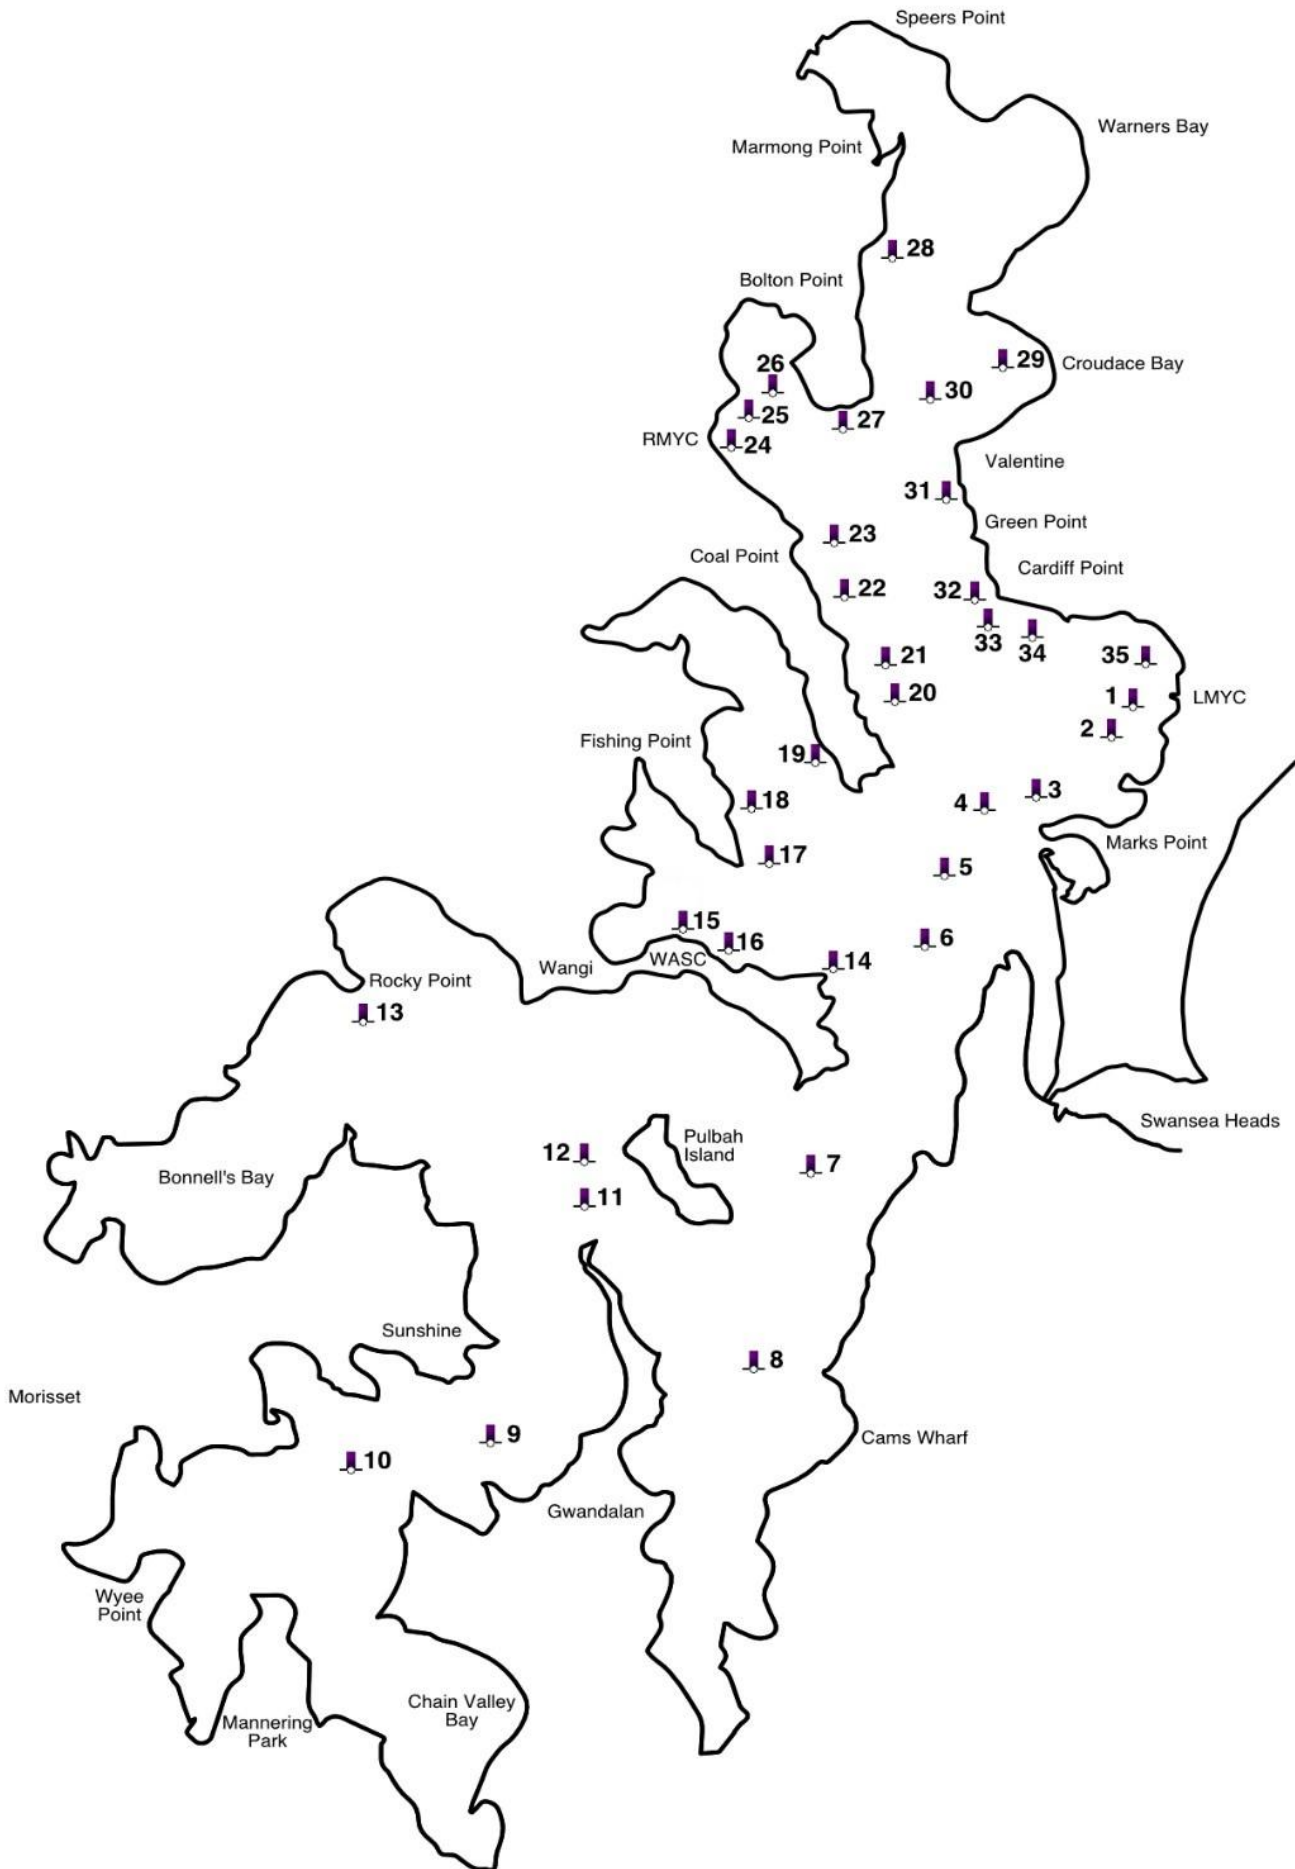 Speers Point
Warners Bay
Marmong Point
28
Bolton Point
29
Croudace Bay
26
30
25
27
RMYC
24
Valentine
31
Green Point
23
Coal Point
Cardiff Point
22
32
33
34
21
35
20
1
LMYC
2
Fishing Point
19
3
18
4
Marks Point
17
5
15
16
6
WASC
14
Wangi
Rocky Point
13
Swansea Heads
Pulbah
Island
12
7
Bonnell's Bay
11
Sunshine
8
Morisset
9
Cams Wharf
10
Gwandalan
Wyee
Point
Chain Valley
Bay
Mannering
Park